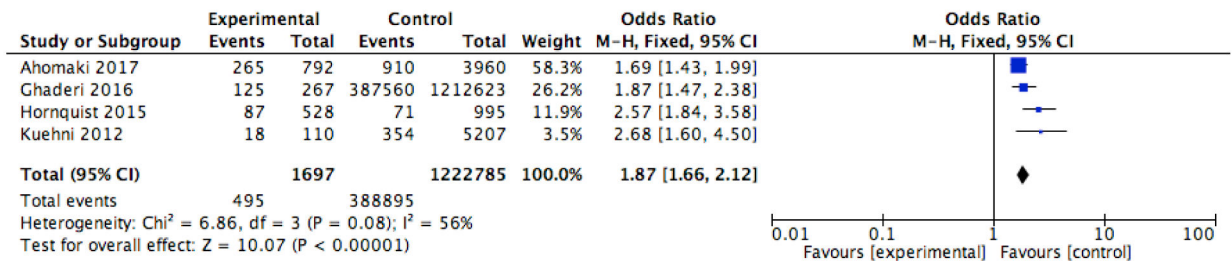 Experimental Control Odds Ratio Odds Ratio
Study or Subgroup Events Total Events Total Weight M-H, Fixed, 95% CI M-H, Fixed, 95% CI
Ahomaki 2017 265 792 910 3960 58.3% 1.69 [1.43, 1.99]
Ghaderi 2016 125 267 387560 1212623 26.2% 1.87 [1.47, 2.38]
Hornquist 2015 87 528 71 995 11.9% 2.57 [1.84, 3.58]
Kuehni 2012 18 110 354 5207 3.5% 2.68 [1.60, 4.50]
Total (95% CI) 1697 1222785 100.0% 1.87 [1.66, 2.12]
Total events 495 388895
Heterogeneity: Chi² = 6.86, df = 3 (P = 0.08); I² = 56%
Test for overall effect: Z = 10.07 (P < 0.00001)
0.01 0.1 1 10 100
Favours [experimental] Favours [control]